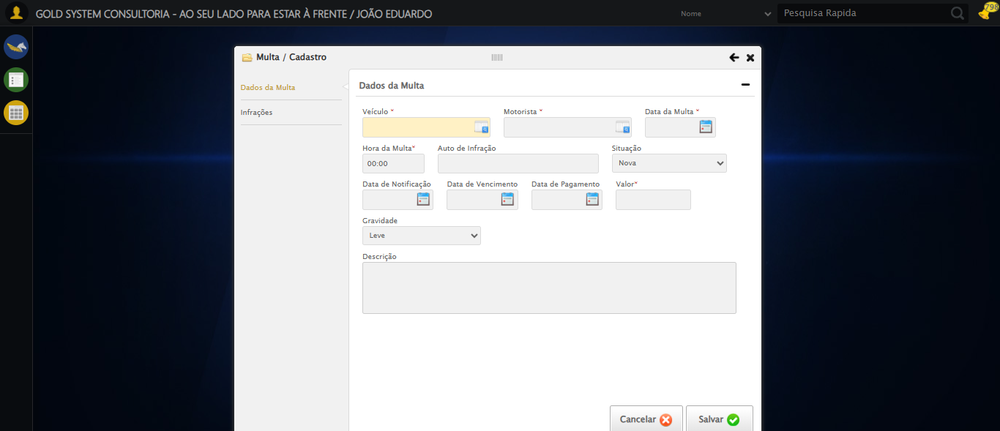 GOLD SYSTEM CONSULTORIA - AO SEU LADO PARA ESTAR À FRENTE / JOÃO EDUARDO
Nome
Pesquisa Rapida
798
Multa / Cadastro
Dados da Multa
Infrações
Dados da Multa
Veículo * Motorista * Data da Multa *
Hora da Multa* Auto de Infração Situação
00:00 Nova
Data de Notificação Data de Vencimento Data de Pagamento Valor*
Gravidade
Leve
Descrição
Cancelar Salvar